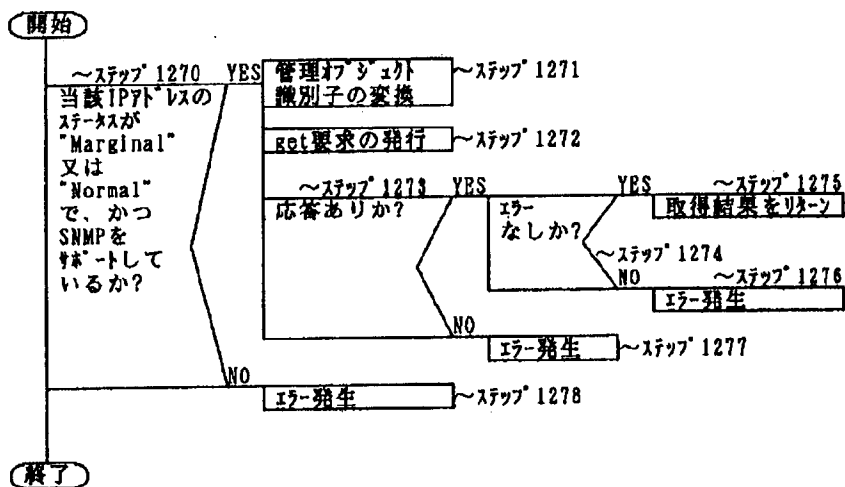 開始
~ステップ1270 YES
当該IPアドレスの
ステータスが
"Marginal"
又は
"Normal"
で、かつ
SNMPを
サポートして
いるか?
管理オブジェクト
識別子の変換
~ステップ1271
get要求の発行
~ステップ1272
~ステップ1273 YES
応答ありか?
YES ~ステップ1275
エラー
なしか?
取得結果をリターン
~ステップ1274
NO ~ステップ1276
エラー発生
NO
エラー発生
~ステップ1277
NO
エラー発生
~ステップ1278
終了